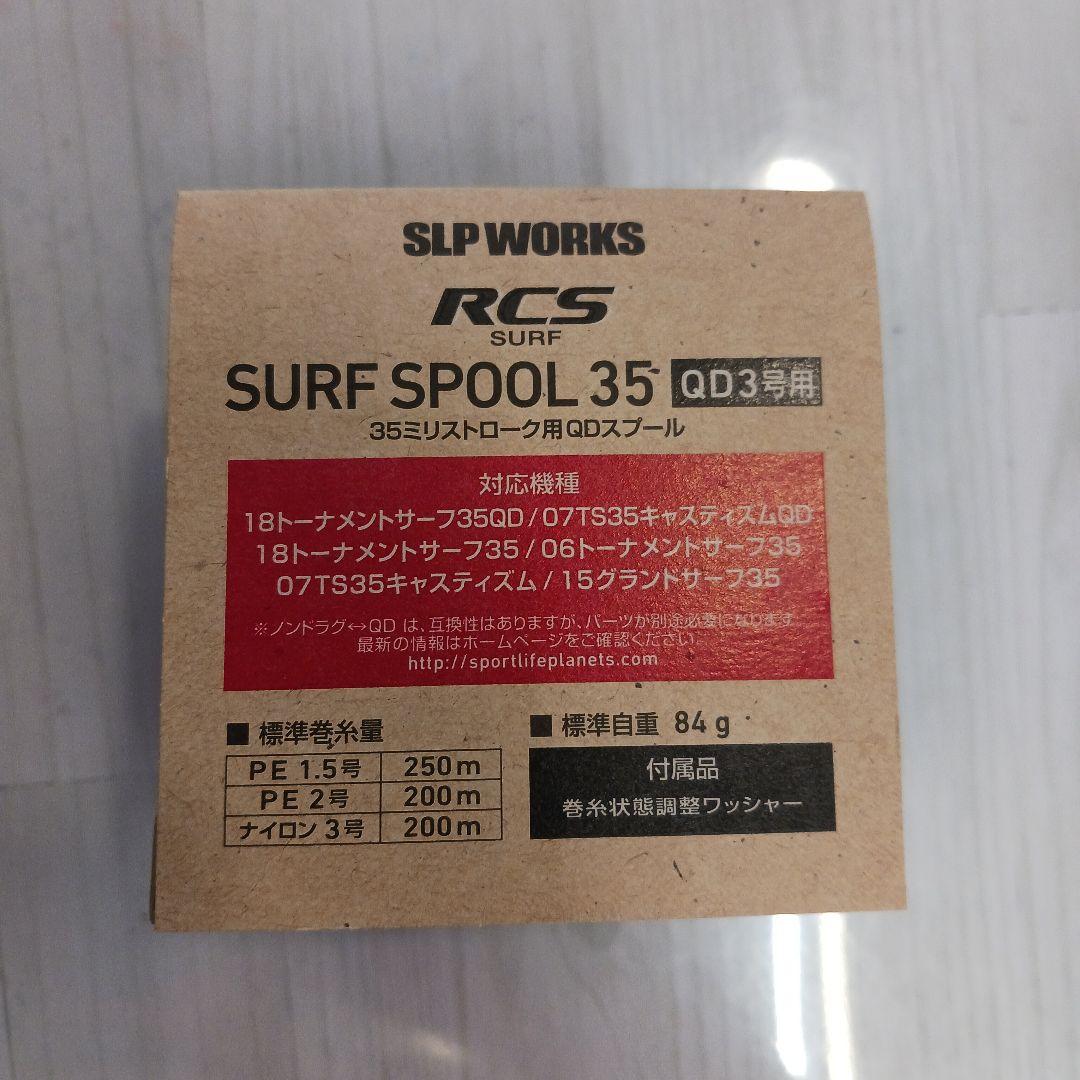 SLP WORKS
RCS
SURF
SURF SPOOL 35 QD3号用
35ミリストローク用QDスプール
対応機種
18トーナメントサーフ35QD/07TS35キャスティズムQD
18トーナメントサーフ35/06トーナメントサーフ35
07TS35キャスティズム/15グランドサーフ35
※ノンドラグ↔QD は、互換性はありますが、パーツが別途必要になります。
最新の情報はホームページをご確認ください。
http://sportlifeplanets.com
■ 標準巻糸量
PE 1.5号 250m
PE 2号 200m
ナイロン 3号 200m
■ 標準自重 84g
付属品
巻糸状態調整ワッシャー